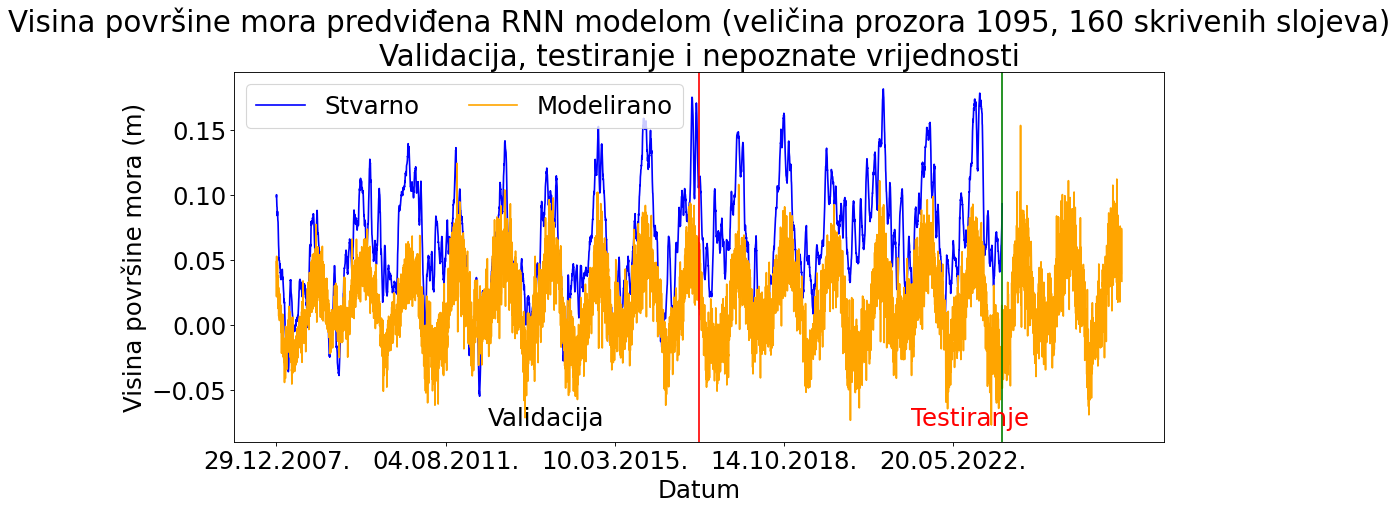 Visina površine mora predviđena RNN modelom (veličina prozora 1095, 160 skrivenih slojeva)
Validacija, testiranje i nepoznate vrijednosti
Stvarno
Modelirano
Visina površine mora (m)
0.15
0.10
0.05
0.00
−0.05
Validacija
Testiranje
29.12.2007.
04.08.2011.
10.03.2015.
14.10.2018.
20.05.2022.
Datum